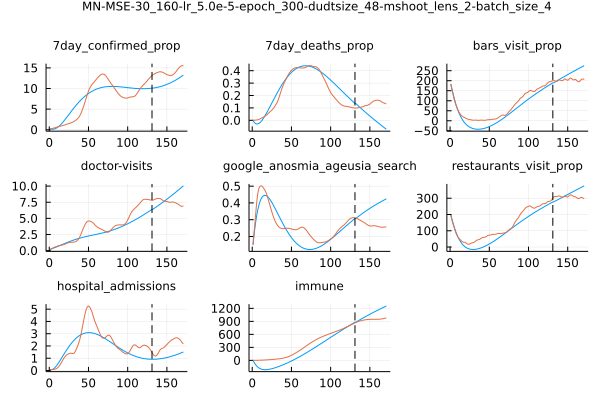 MN-MSE-30_160-lr_5.0e-5-epoch_300-dudtsize_48-mshoot_lens_2-batch_size_4
7day_confirmed_prop 7day_deaths_prop bars_visit_prop
15 0.4 250
10 0.3 200
5 0.2 150
0 0.1 100
0.0 50
0
-50
0 50 100 150 0 50 100 150 0 50 100 150
doctor-visits google_anosmia_ageusia_search restaurants_visit_prop
10.0 0.5 300
7.5 0.4 200
5.0 0.3 100
2.5 0.2 0
0.0
0 50 100 150 0 50 100 150 0 50 100 150
hospital_admissions immune
5 1200
4 900
3 600
2 300
1 0
0
0 50 100 150 0 50 100 150